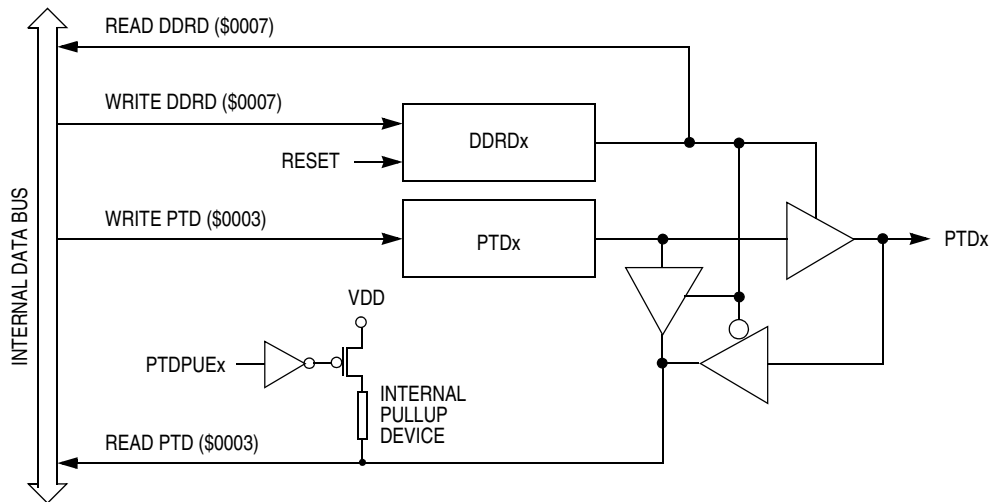 READ DDRD ($0007)
WRITE DDRD ($0007)
DDRDx
RESET
INTERNAL DATA BUS
WRITE PTD ($0003)
PTDx
PTDx
VDD
PTDPUEx
INTERNAL
PULLUP
DEVICE
READ PTD ($0003)